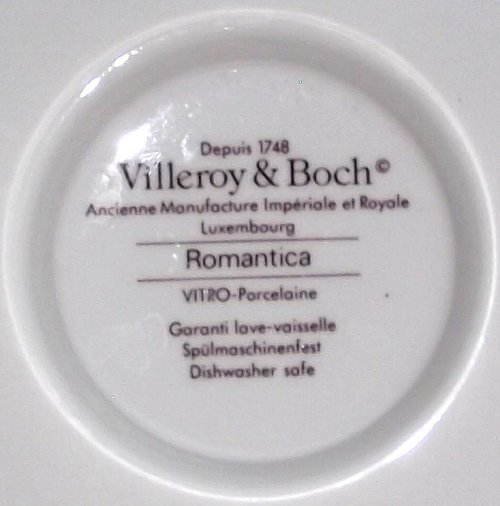 Depuis 1748
Villeroy & Boch©
Ancienne Manufacture Impériale et Royale
Luxembourg
Romantica
VITRO-Porcelaine
Garanti lave-vaisselle
Spülmaschinenfest
Dishwasher safe